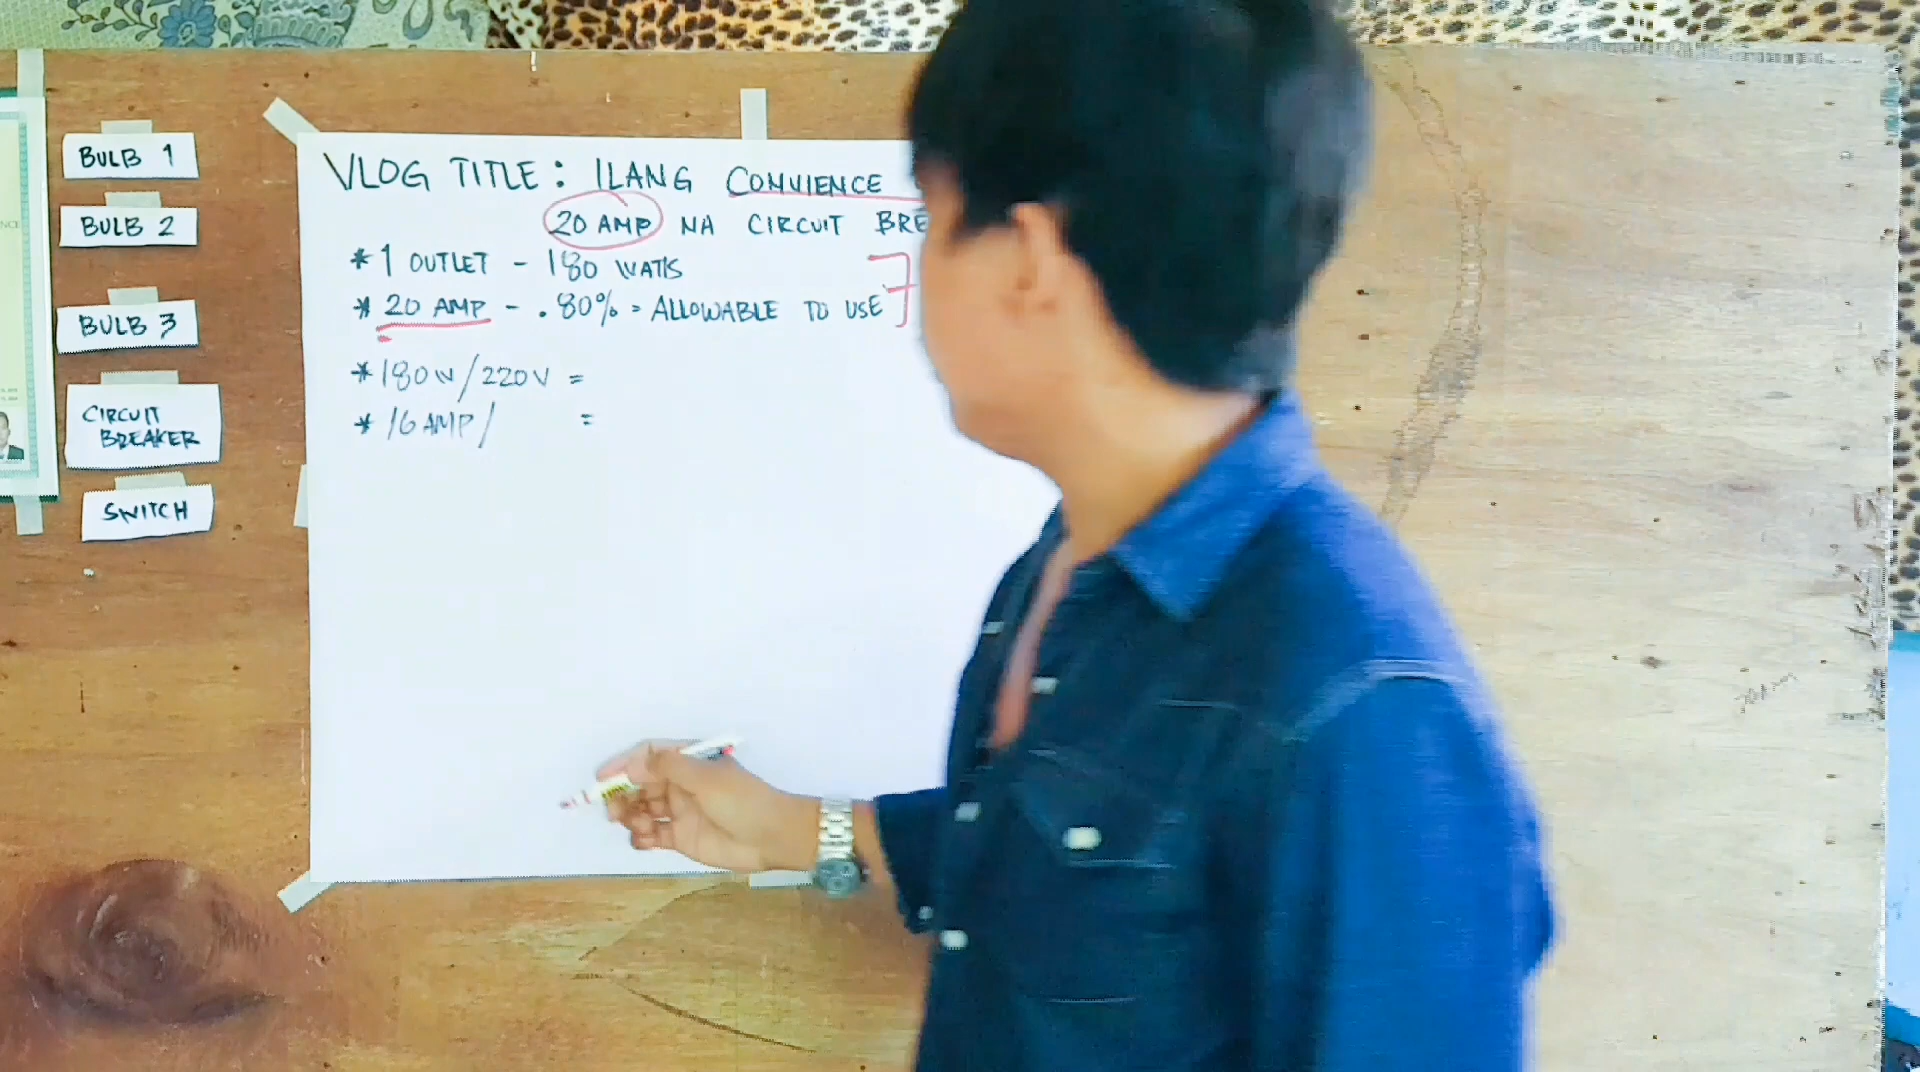 BULB 1
BULB 2
BULB 3
CIRCUIT
BREAKER
SWITCH
VLOG TITLE: ILANG CONVIENCE
20 AMP NA CIRCUIT BRE
* 1 OUTLET - 180 WATTS
* 20 AMP - .80% = ALLOWABLE TO USE
* 180W/220V =
* 16 AMP/ =